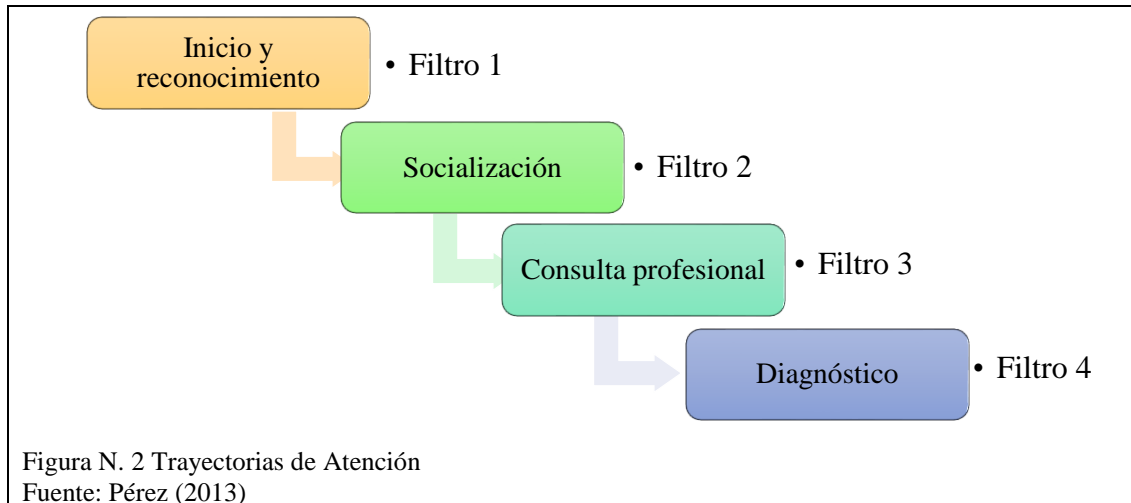 Inicio y
reconocimiento
• Filtro 1
Socialización
• Filtro 2
Consulta profesional
• Filtro 3
Diagnóstico
• Filtro 4
Figura N. 2 Trayectorias de Atención
Fuente: Pérez (2013)